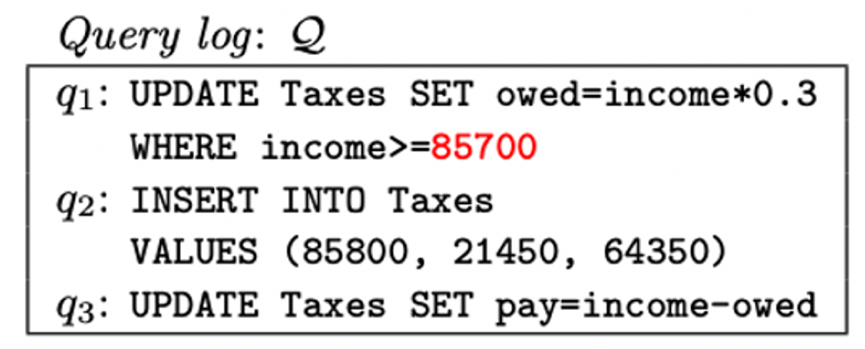 Query log: 𝒬
q1: UPDATE Taxes SET owed=income*0.3
WHERE income>=85700
q2: INSERT INTO Taxes
VALUES (85800, 21450, 64350)
q3: UPDATE Taxes SET pay=income-owed